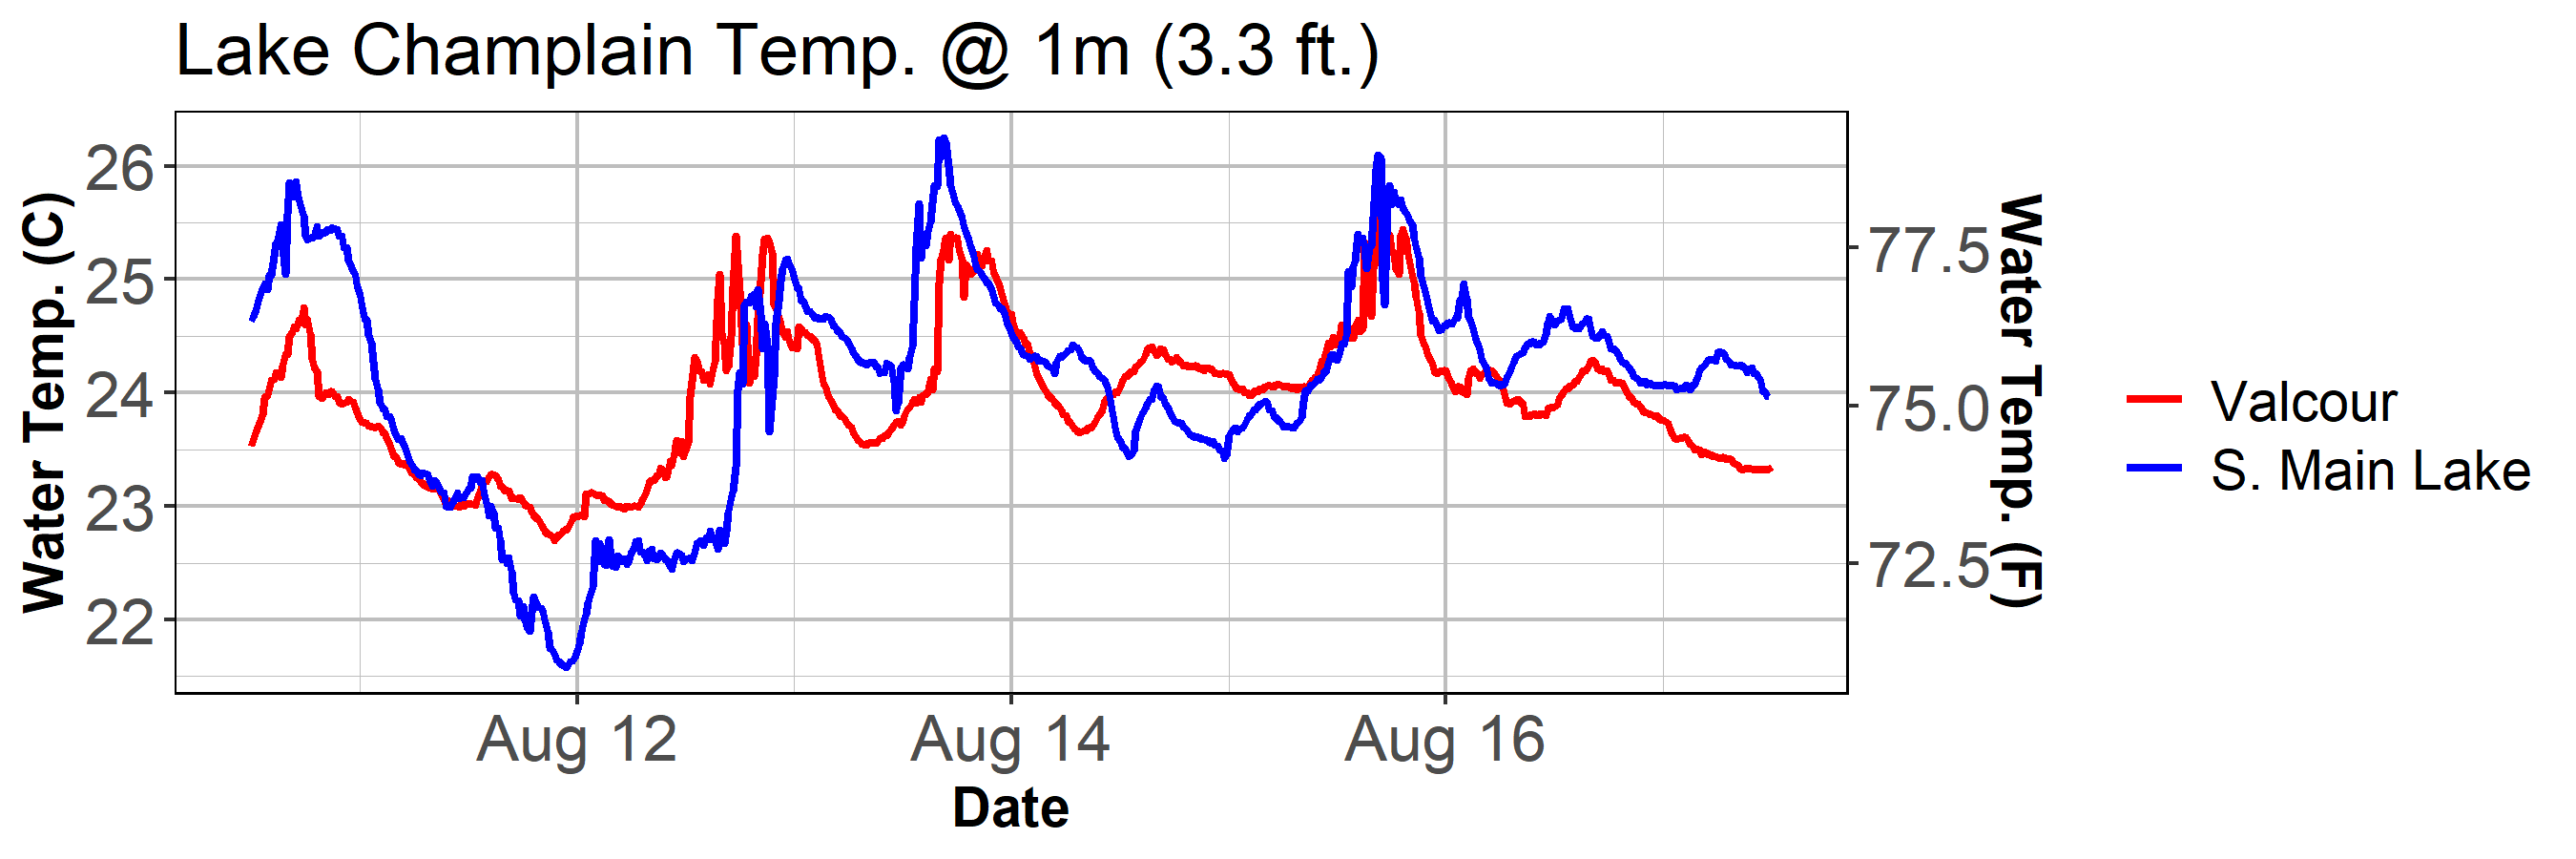 Lake Champlain Temp. @ 1m (3.3 ft.)
Water Temp. (C)
26
25
24
23
22
77.5
75.0
72.5
Water Temp. (F)
Aug 12
Aug 14
Aug 16
Date
Valcour
S. Main Lake